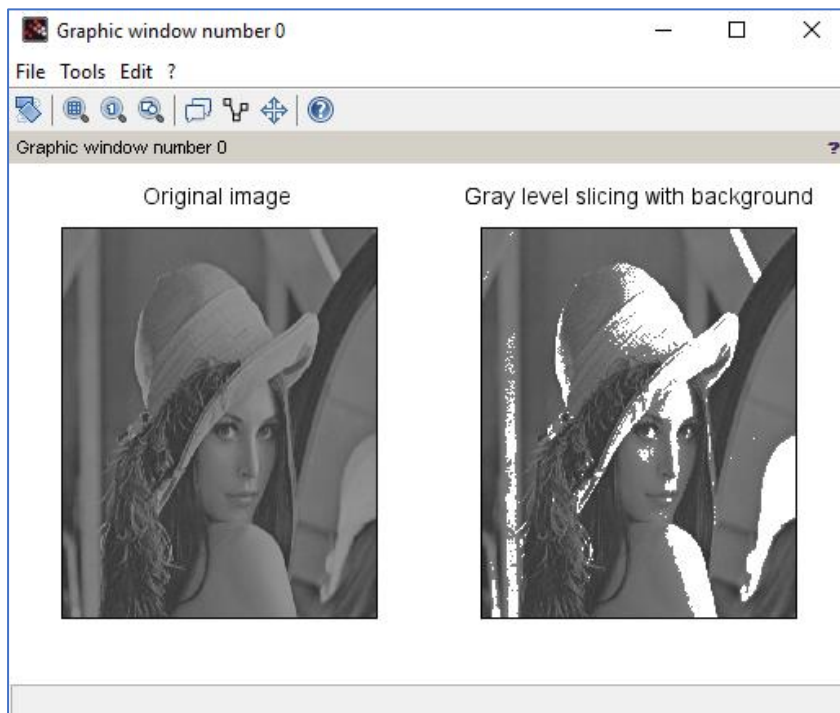 Graphic window number 0
File Tools Edit ?
Graphic window number 0 ?
Original image
Gray level slicing with background